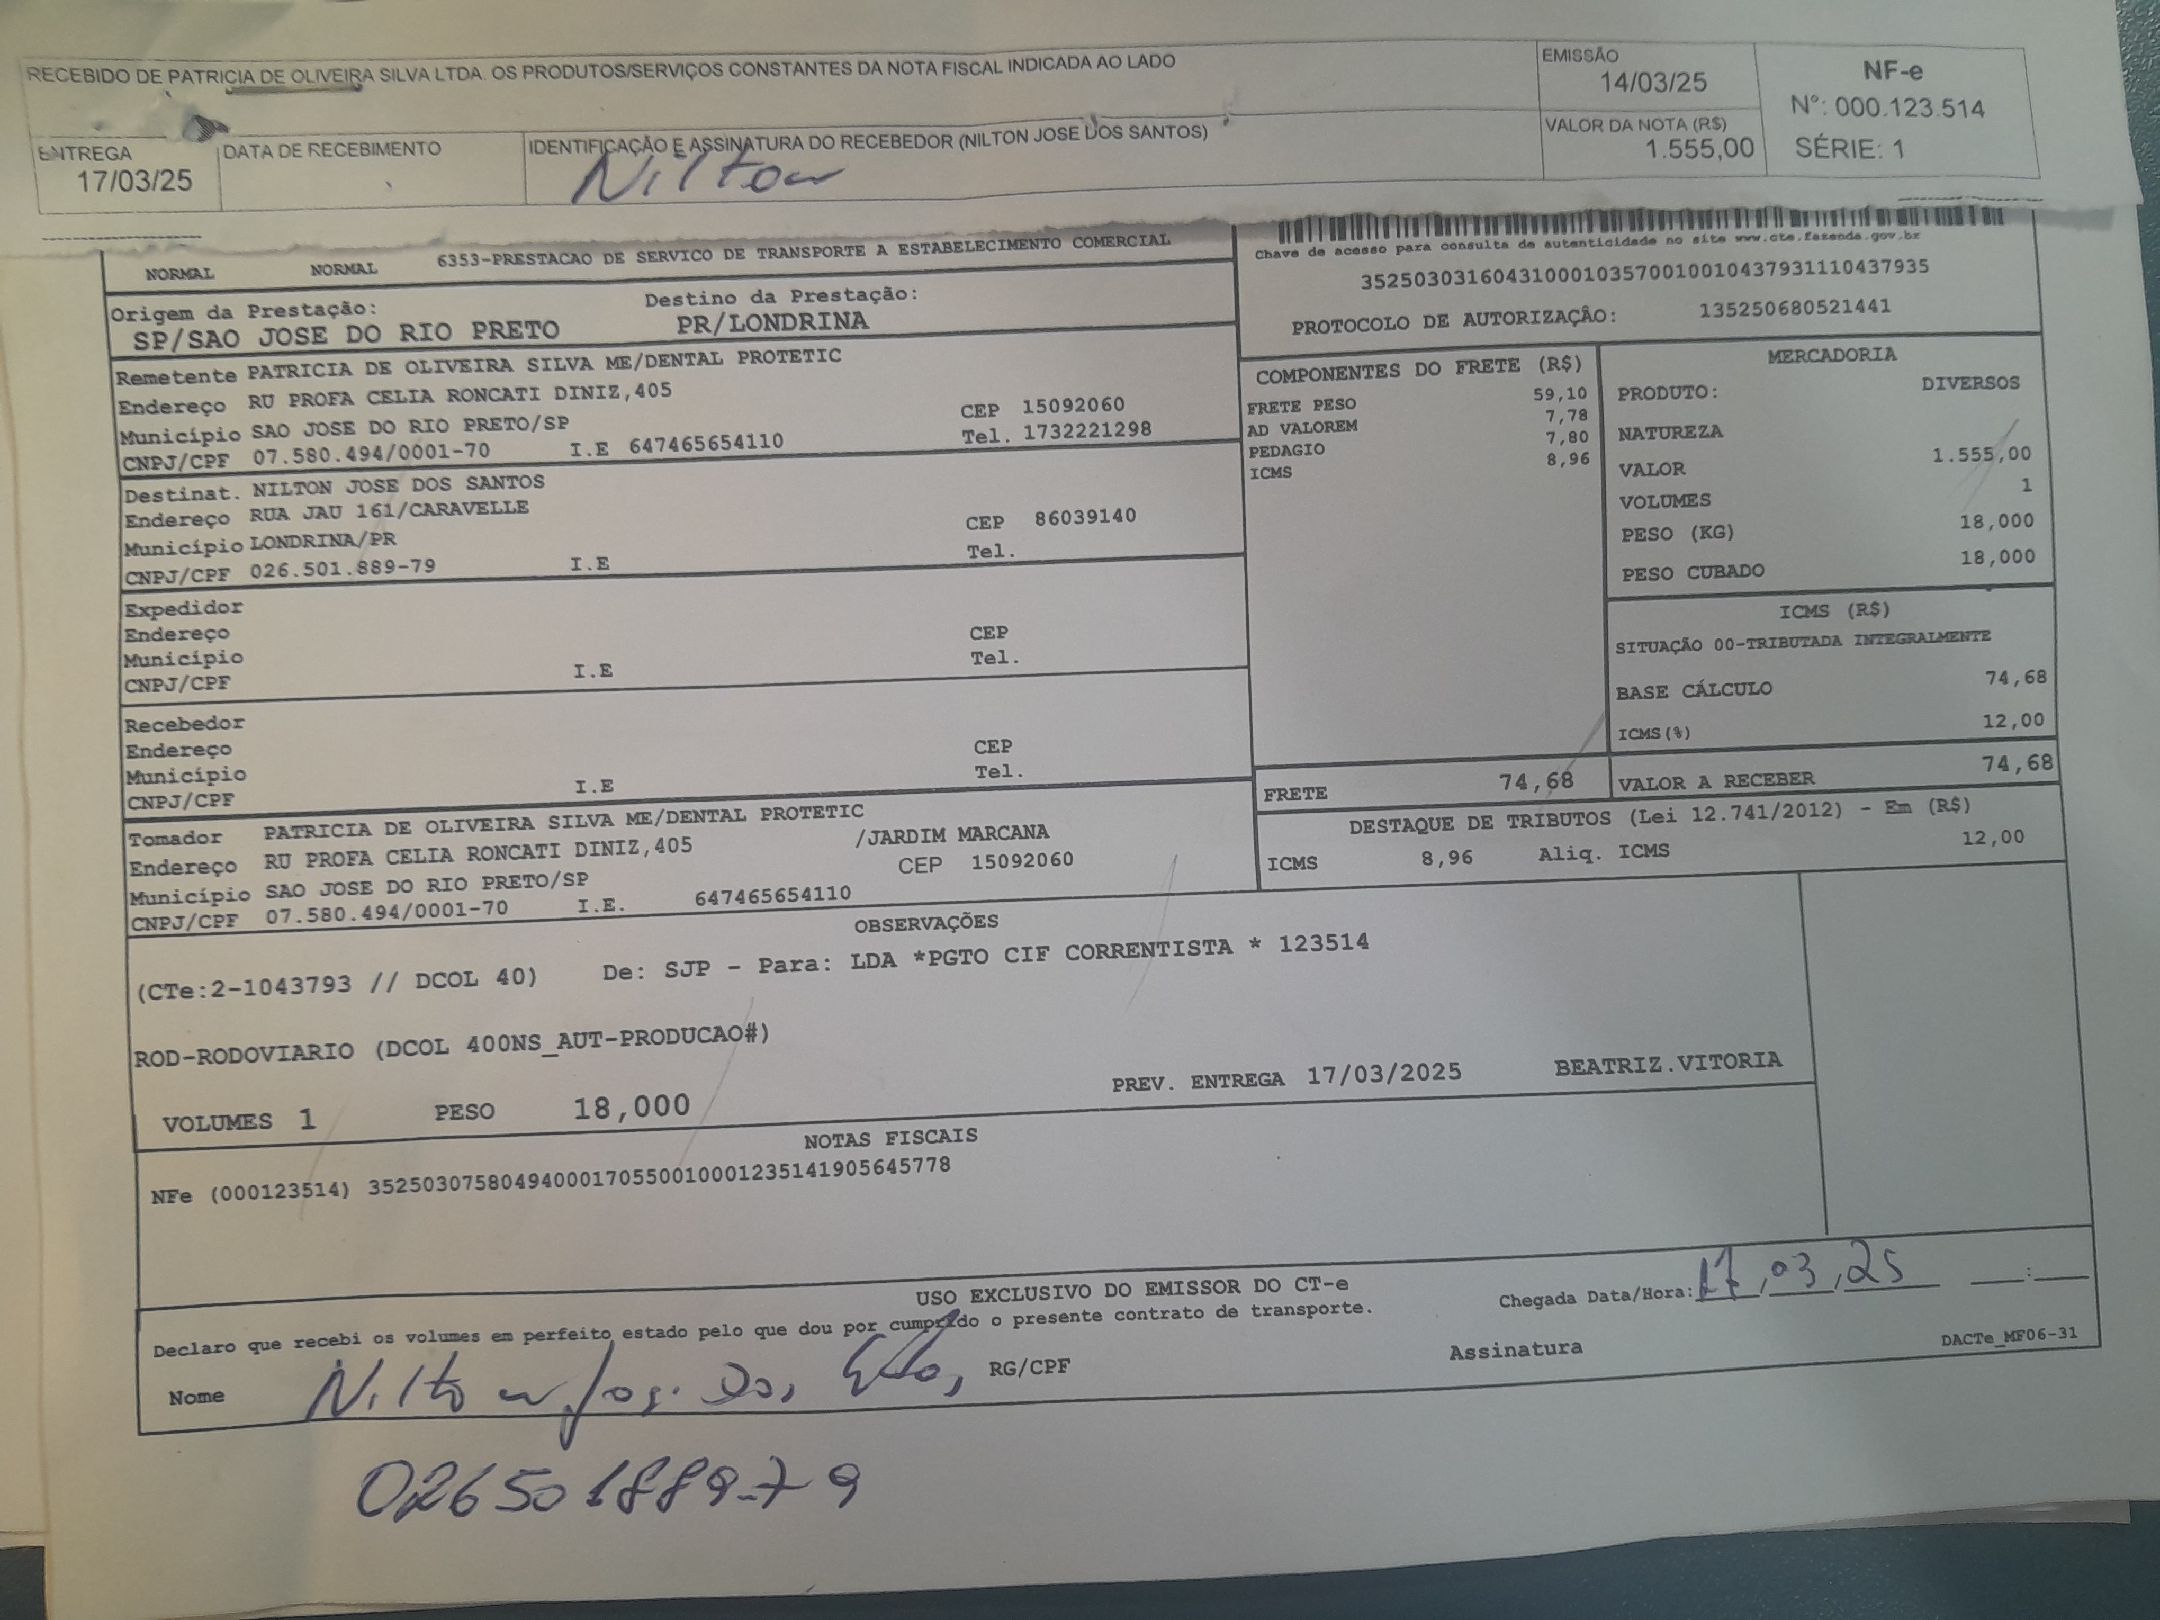 RECEBIDO DE PATRICIA DE OLIVEIRA SILVA LTDA. OS PRODUTOS/SERVIÇOS CONSTANTES DA NOTA FISCAL INDICADA AO LADO
EMISSÃO
14/03/25
NF-e
Nº: 000.123.514
SÉRIE: 1
VALOR DA NOTA (R$)
1.555,00
ENTREGA
17/03/25
DATA DE RECEBIMENTO
IDENTIFICAÇÃO E ASSINATURA DO RECEBEDOR (NILTON JOSE DOS SANTOS)
Nilton
NORMAL NORMAL 6353-PRESTACAO DE SERVICO DE TRANSPORTE A ESTABELECIMENTO COMERCIAL
Chave de acesso para consulta de autenticidade no site www.cte.fazenda.gov.br
35250303160431000103570010010437931110437935
PROTOCOLO DE AUTORIZAÇÃO: 135250680521441
Origem da Prestação: Destino da Prestação:
SP/SAO JOSE DO RIO PRETO PR/LONDRINA
Remetente PATRICIA DE OLIVEIRA SILVA ME/DENTAL PROTETIC
Endereço RU PROFA CELIA RONCATI DINIZ,405 CEP 15092060
Município SAO JOSE DO RIO PRETO/SP Tel. 1732221298
CNPJ/CPF 07.580.494/0001-70 I.E 647465654110
Destinat. NILTON JOSE DOS SANTOS
Endereço RUA JAU 161/CARAVELLE CEP 86039140
Município LONDRINA/PR Tel.
CNPJ/CPF 026.501.889-79 I.E
Expedidor
Endereço CEP
Município Tel.
CNPJ/CPF I.E
Recebedor
Endereço CEP
Município Tel.
CNPJ/CPF I.E
Tomador PATRICIA DE OLIVEIRA SILVA ME/DENTAL PROTETIC
Endereço RU PROFA CELIA RONCATI DINIZ,405 /JARDIM MARCANA
Município SAO JOSE DO RIO PRETO/SP CEP 15092060
CNPJ/CPF 07.580.494/0001-70 I.E. 647465654110
COMPONENTES DO FRETE (R$)
FRETE PESO 59,10
AD VALOREM 7,78
PEDAGIO 7,80
ICMS 8,96
MERCADORIA
PRODUTO: DIVERSOS
NATUREZA
VALOR 1.555,00
VOLUMES 1
PESO (KG) 18,000
PESO CUBADO 18,000
ICMS (R$)
SITUAÇÃO 00-TRIBUTADA INTEGRALMENTE
BASE CÁLCULO 74,68
ICMS(%) 12,00
FRETE 74,68 VALOR A RECEBER 74,68
DESTAQUE DE TRIBUTOS (Lei 12.741/2012) - Em (R$)
ICMS 8,96 Aliq. ICMS 12,00
OBSERVAÇÕES
(CTe:2-1043793 // DCOL 40) De: SJP - Para: LDA *PGTO CIF CORRENTISTA * 123514
ROD-RODOVIARIO (DCOL 400NS_AUT-PRODUCAO#)
PREV. ENTREGA 17/03/2025 BEATRIZ.VITORIA
VOLUMES 1 PESO 18,000
NOTAS FISCAIS
NFe (000123514) 35250307580494000170550010001235141905645778
USO EXCLUSIVO DO EMISSOR DO CT-e
Declaro que recebi os volumes em perfeito estado pelo que dou por cumprido o presente contrato de transporte.
Chegada Data/Hora: 17,03,25 __:__
Nome Nilton Jos. Dos RG/CPF Assinatura
DACTe_MF06-31
026501889-79